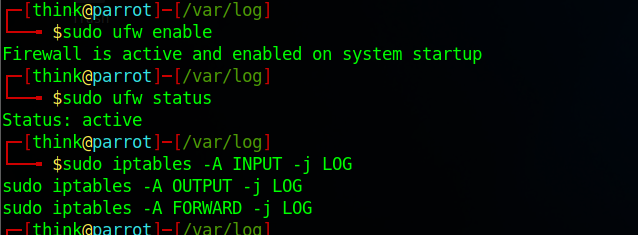 ┌─[think@parrot]─[/var/log]
└──╼ $sudo ufw enable
Firewall is active and enabled on system startup
┌─[think@parrot]─[/var/log]
└──╼ $sudo ufw status
Status: active
┌─[think@parrot]─[/var/log]
└──╼ $sudo iptables -A INPUT -j LOG
sudo iptables -A OUTPUT -j LOG
sudo iptables -A FORWARD -j LOG
┌─[think@parrot]─[/var/log]